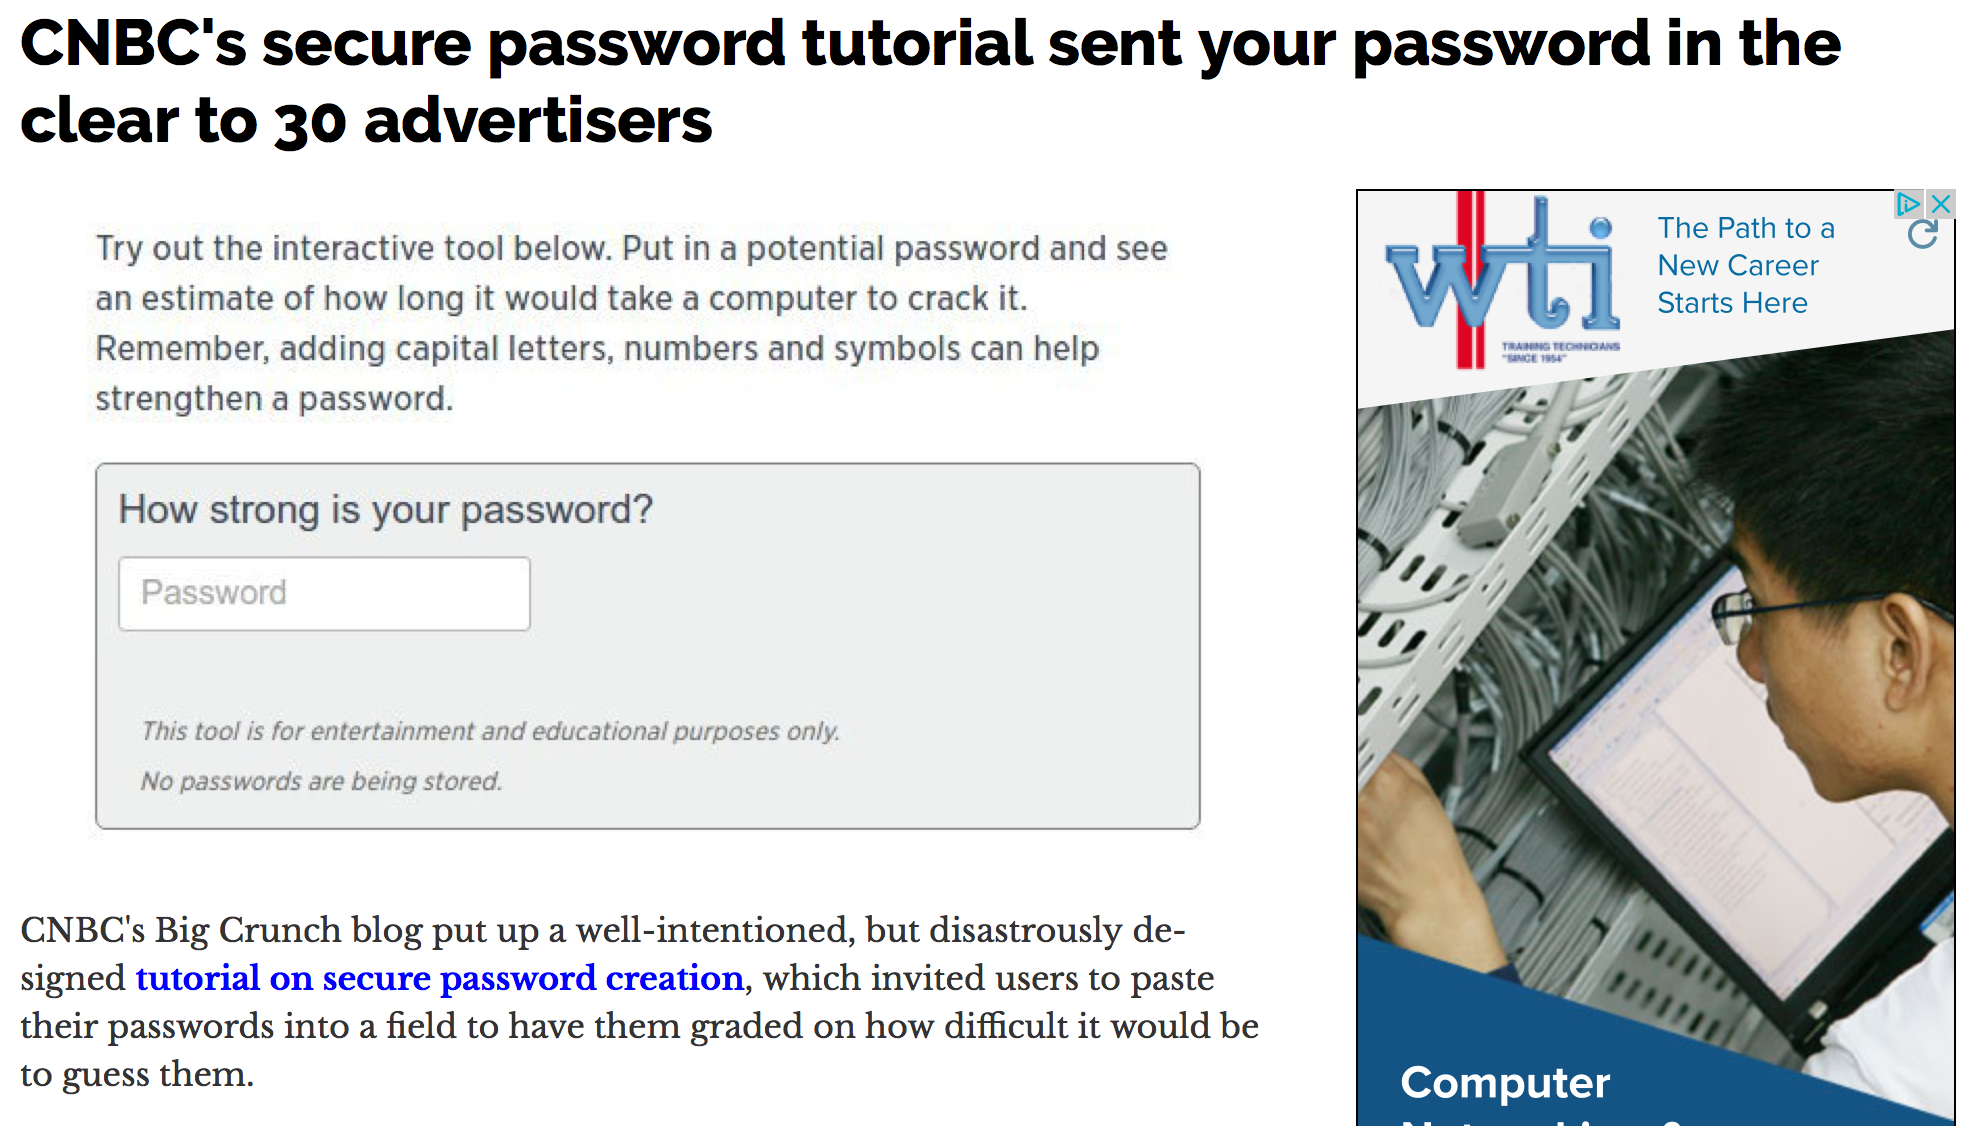 CNBC's secure password tutorial sent your password in the
clear to 30 advertisers
Try out the interactive tool below. Put in a potential password and see
an estimate of how long it would take a computer to crack it.
Remember, adding capital letters, numbers and symbols can help
strengthen a password.
How strong is your password?
Password
This tool is for entertainment and educational purposes only.
No passwords are being stored.
CNBC's Big Crunch blog put up a well-intentioned, but disastrously de-
signed tutorial on secure password creation, which invited users to paste
their passwords into a field to have them graded on how difficult it would be
to guess them.
wti
TRAINING TECHNICIANS
"SINCE 1954"
The Path to a
New Career
Starts Here
Computer